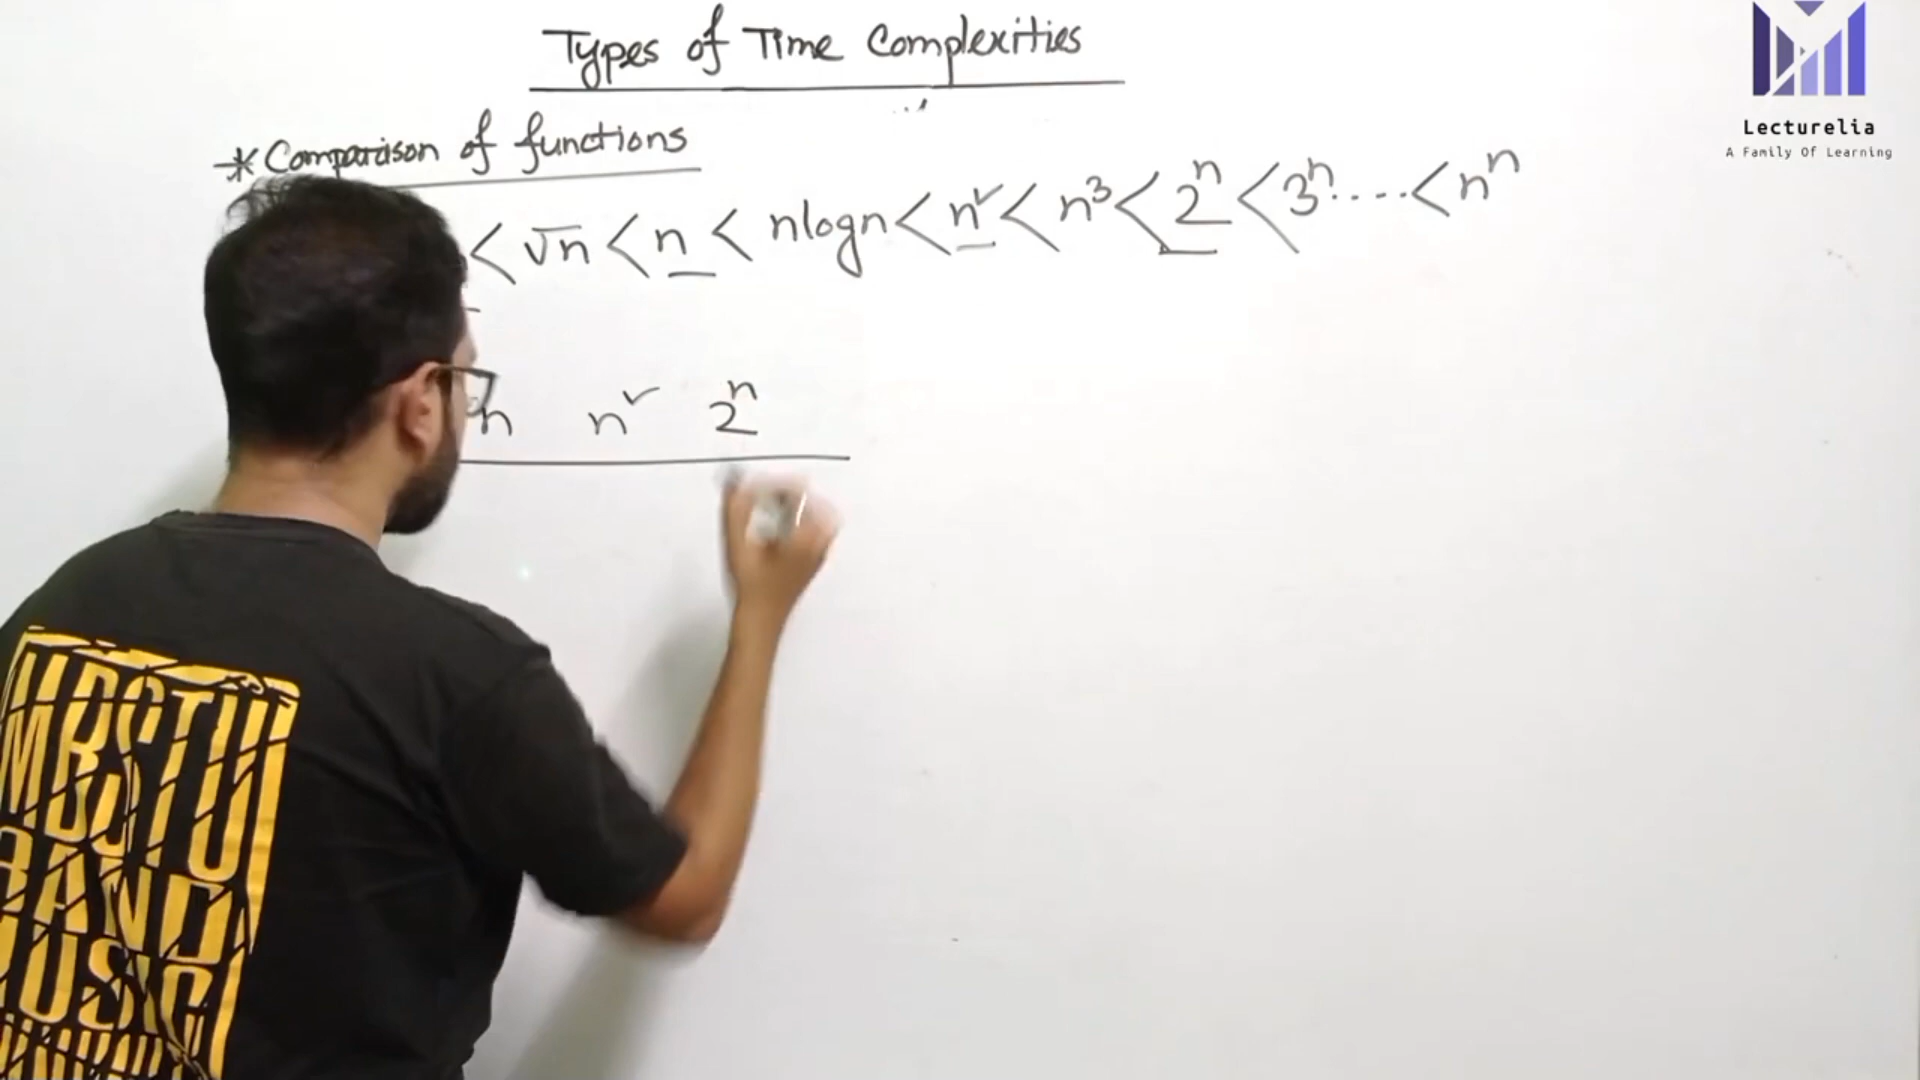 Types of Time Complexities
* Comparison of functions
< √n < n < nlogn < n² < n³ < 2ⁿ < 3ⁿ .... < nⁿ
n n² 2ⁿ
Lecturelia
A Family Of Learning
MBSTU
BAND
MUSIC